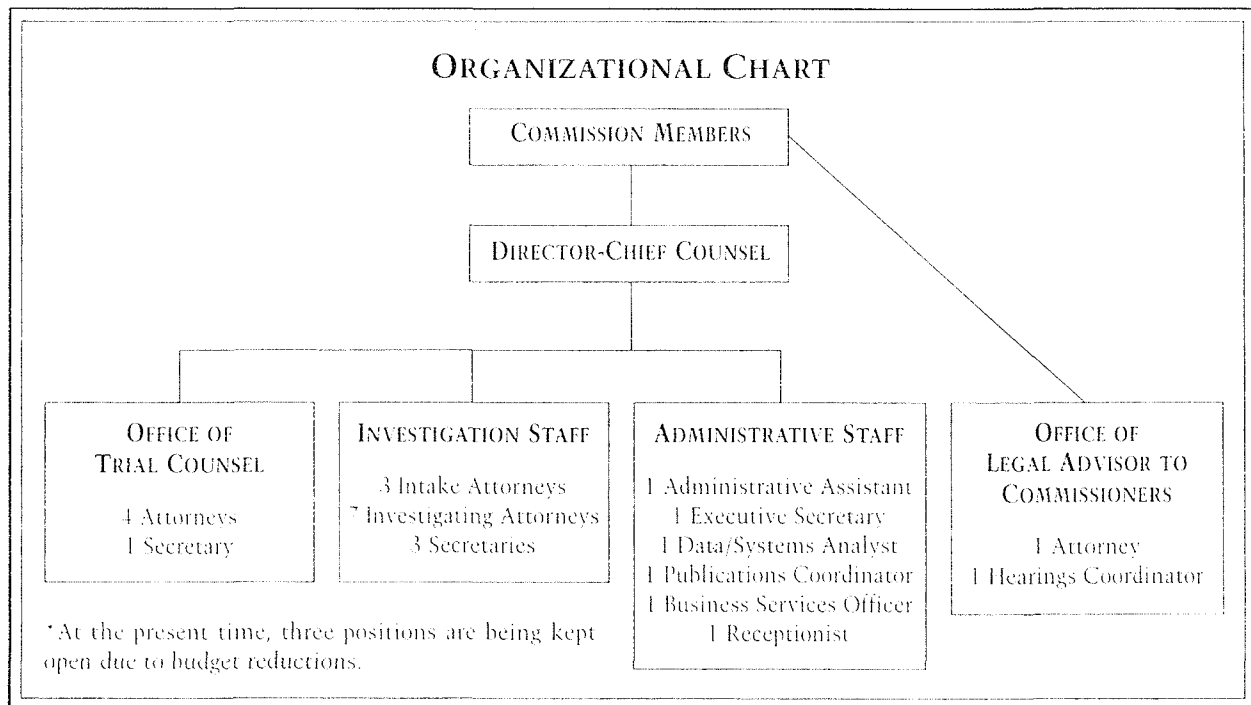 ORGANIZATIONAL CHART
COMMISSION MEMBERS
DIRECTOR-CHIEF COUNSEL
OFFICE OF
TRIAL COUNSEL
4 Attorneys
1 Secretary
INVESTIGATION STAFF
3 Intake Attorneys
7 Investigating Attorneys
3 Secretaries
ADMINISTRATIVE STAFF
1 Administrative Assistant
1 Executive Secretary
1 Data/Systems Analyst
1 Publications Coordinator
1 Business Services Officer
1 Receptionist
OFFICE OF
LEGAL ADVISOR TO
COMMISSIONERS
1 Attorney
1 Hearings Coordinator
*At the present time, three positions are being kept
open due to budget reductions.